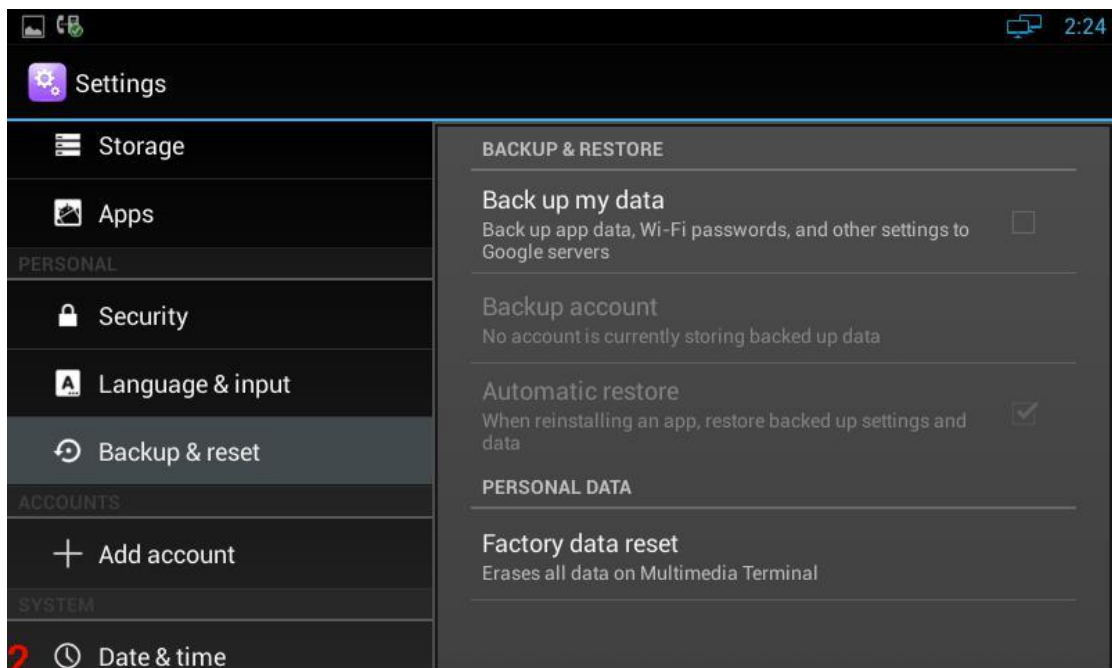 2:24
Settings
Storage
Apps
PERSONAL
Security
Language & input
Backup & reset
ACCOUNTS
Add account
SYSTEM
2
Date & time
BACKUP & RESTORE
Back up my data
Back up app data, Wi-Fi passwords, and other settings to
Google servers
Backup account
No account is currently storing backed up data
Automatic restore
When reinstalling an app, restore backed up settings and
data
PERSONAL DATA
Factory data reset
Erases all data on Multimedia Terminal